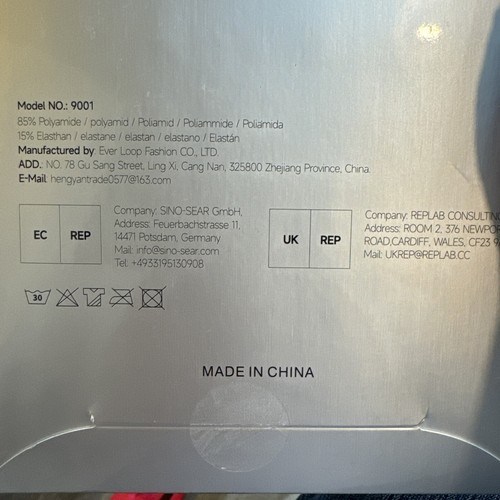 Model NO.: 9001
85% Polyamide / polyamid / Poliamid / Poliammide / Poliamida
15% Elasthan / elastane / elastan / elastano / Elastán
Manufactured by: Ever Loop Fashion CO., LTD.
ADD.: NO. 78 Gu Sang Street, Ling Xi, Cang Nan, 325800 Zhejiang Province, China.
E-Mail: hengyantrade0577@163.com
EC REP
Company: SINO-SEAR GmbH,
Address: Feuerbachstrasse 11,
14471 Potsdam, Germany
Mail: info@sino-sear.com
Tel: +4933195130908
UK REP
Company: REPLAB CONSULTING
Address: ROOM 2, 376
ROAD,CARDIFF, WALES, CF23
Mail: UKREP@REPLAB.CC
30
MADE IN CHINA